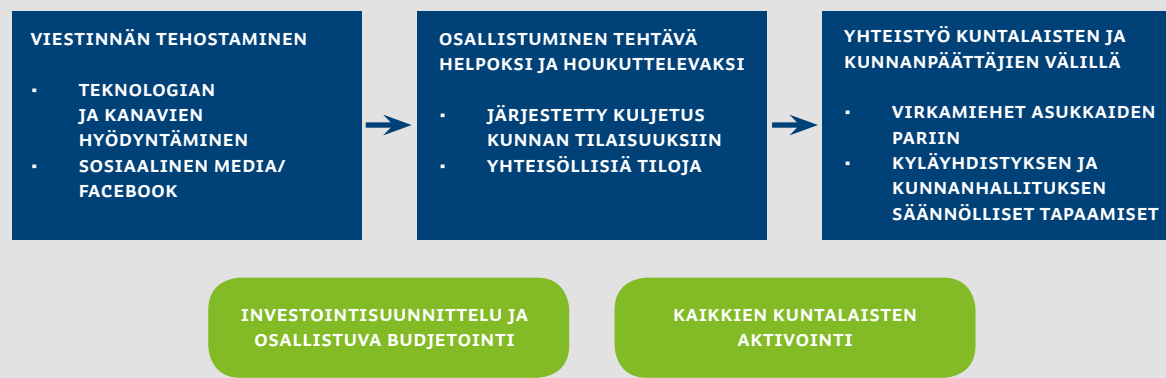 VIESTINNÄN TEHOSTAMINEN
▪ TEKNOLOGIAN
JA KANAVIEN
HYÖDYNTÄMINEN
▪ SOSIAALINEN MEDIA/
FACEBOOK
OSALLISTUMINEN TEHTÄVÄ
HELPOKSI JA HOUKUTTELEVAKSI
▪ JÄRJESTETTY KULJETUS
KUNNAN TILAISUUKSIIN
▪ YHTEISÖLLISIÄ TILOJA
YHTEISTYÖ KUNTALAISTEN JA
KUNNANPÄÄTTÄJIEN VÄLILLÄ
▪ VIRKAMIEHET ASUKKAIDEN
PARIIN
▪ KYLÄYHDISTYKSEN JA
KUNNANHALLITUKSEN
SÄÄNNÖLLISET TAPAAMISET
INVESTOINTISUUNNITTELU JA
OSALLISTUVA BUDJETOINTI
KAIKKIEN KUNTALAISTEN
AKTIVOINTI